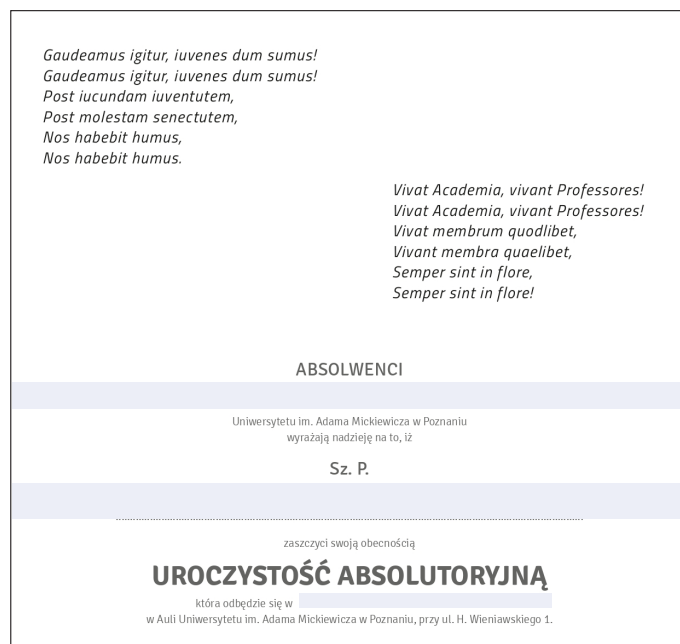 Gaudeamus igitur, iuvenes dum sumus!
Gaudeamus igitur, iuvenes dum sumus!
Post iucundam iuventutem,
Post molestam senectutem,
Nos habebit humus,
Nos habebit humus.
Vivat Academia, vivant Professores!
Vivat Academia, vivant Professores!
Vivat membrum quodlibet,
Vivant membra quaelibet,
Semper sint in flore,
Semper sint in flore!
ABSOLWENCI
Uniwersytetu im. Adama Mickiewicza w Poznaniu
wyrażają nadzieję na to, iż
Sz. P.
zaszczyci swoją obecnością
UROCZYSTOŚĆ ABSOLUTORYJNĄ
która odbędzie się w
w Auli Uniwersytetu im. Adama Mickiewicza w Poznaniu, przy ul. H. Wieniawskiego 1.